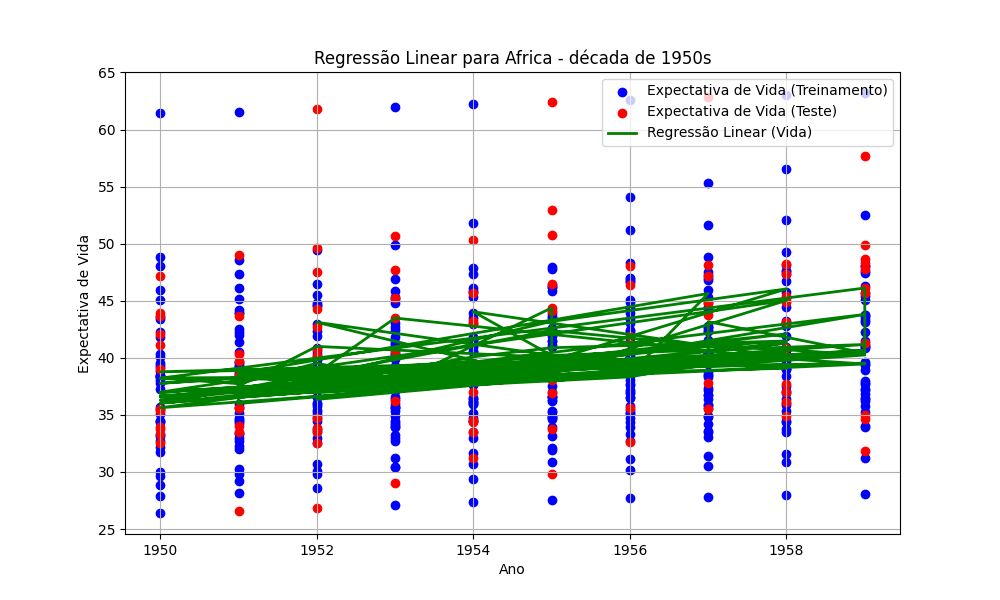 Regressão Linear para Africa - década de 1950s
Expectativa de Vida (Treinamento)
Expectativa de Vida (Teste)
Regressão Linear (Vida)
Expectativa de Vida
65
60
55
50
45
40
35
30
25
1950
1952
1954
1956
1958
Ano